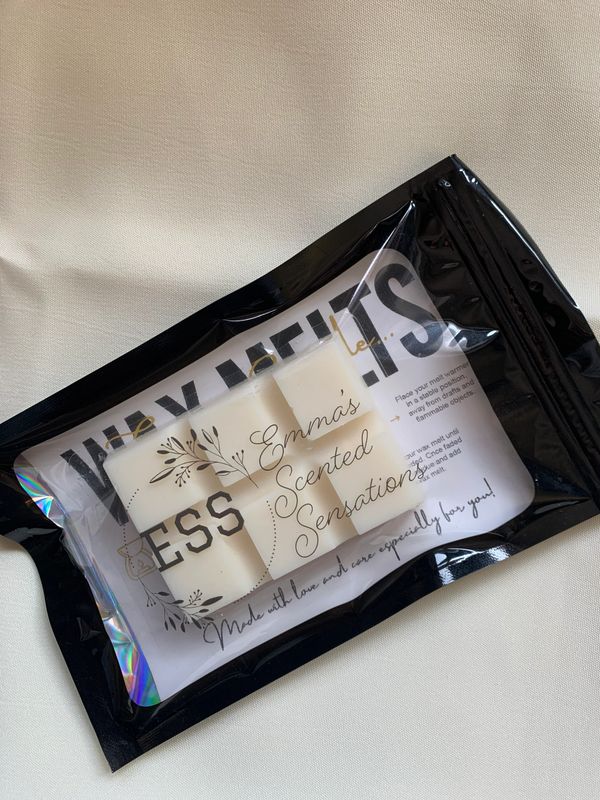 WAX MELTS
Emma's
Scented
Sensations
ESS
Place your melt warmer
in a stable position,
away from drafts and
flammable objects.
your wax melt until
Once faded
and add
wax melt.
Made with love and care especially for you!